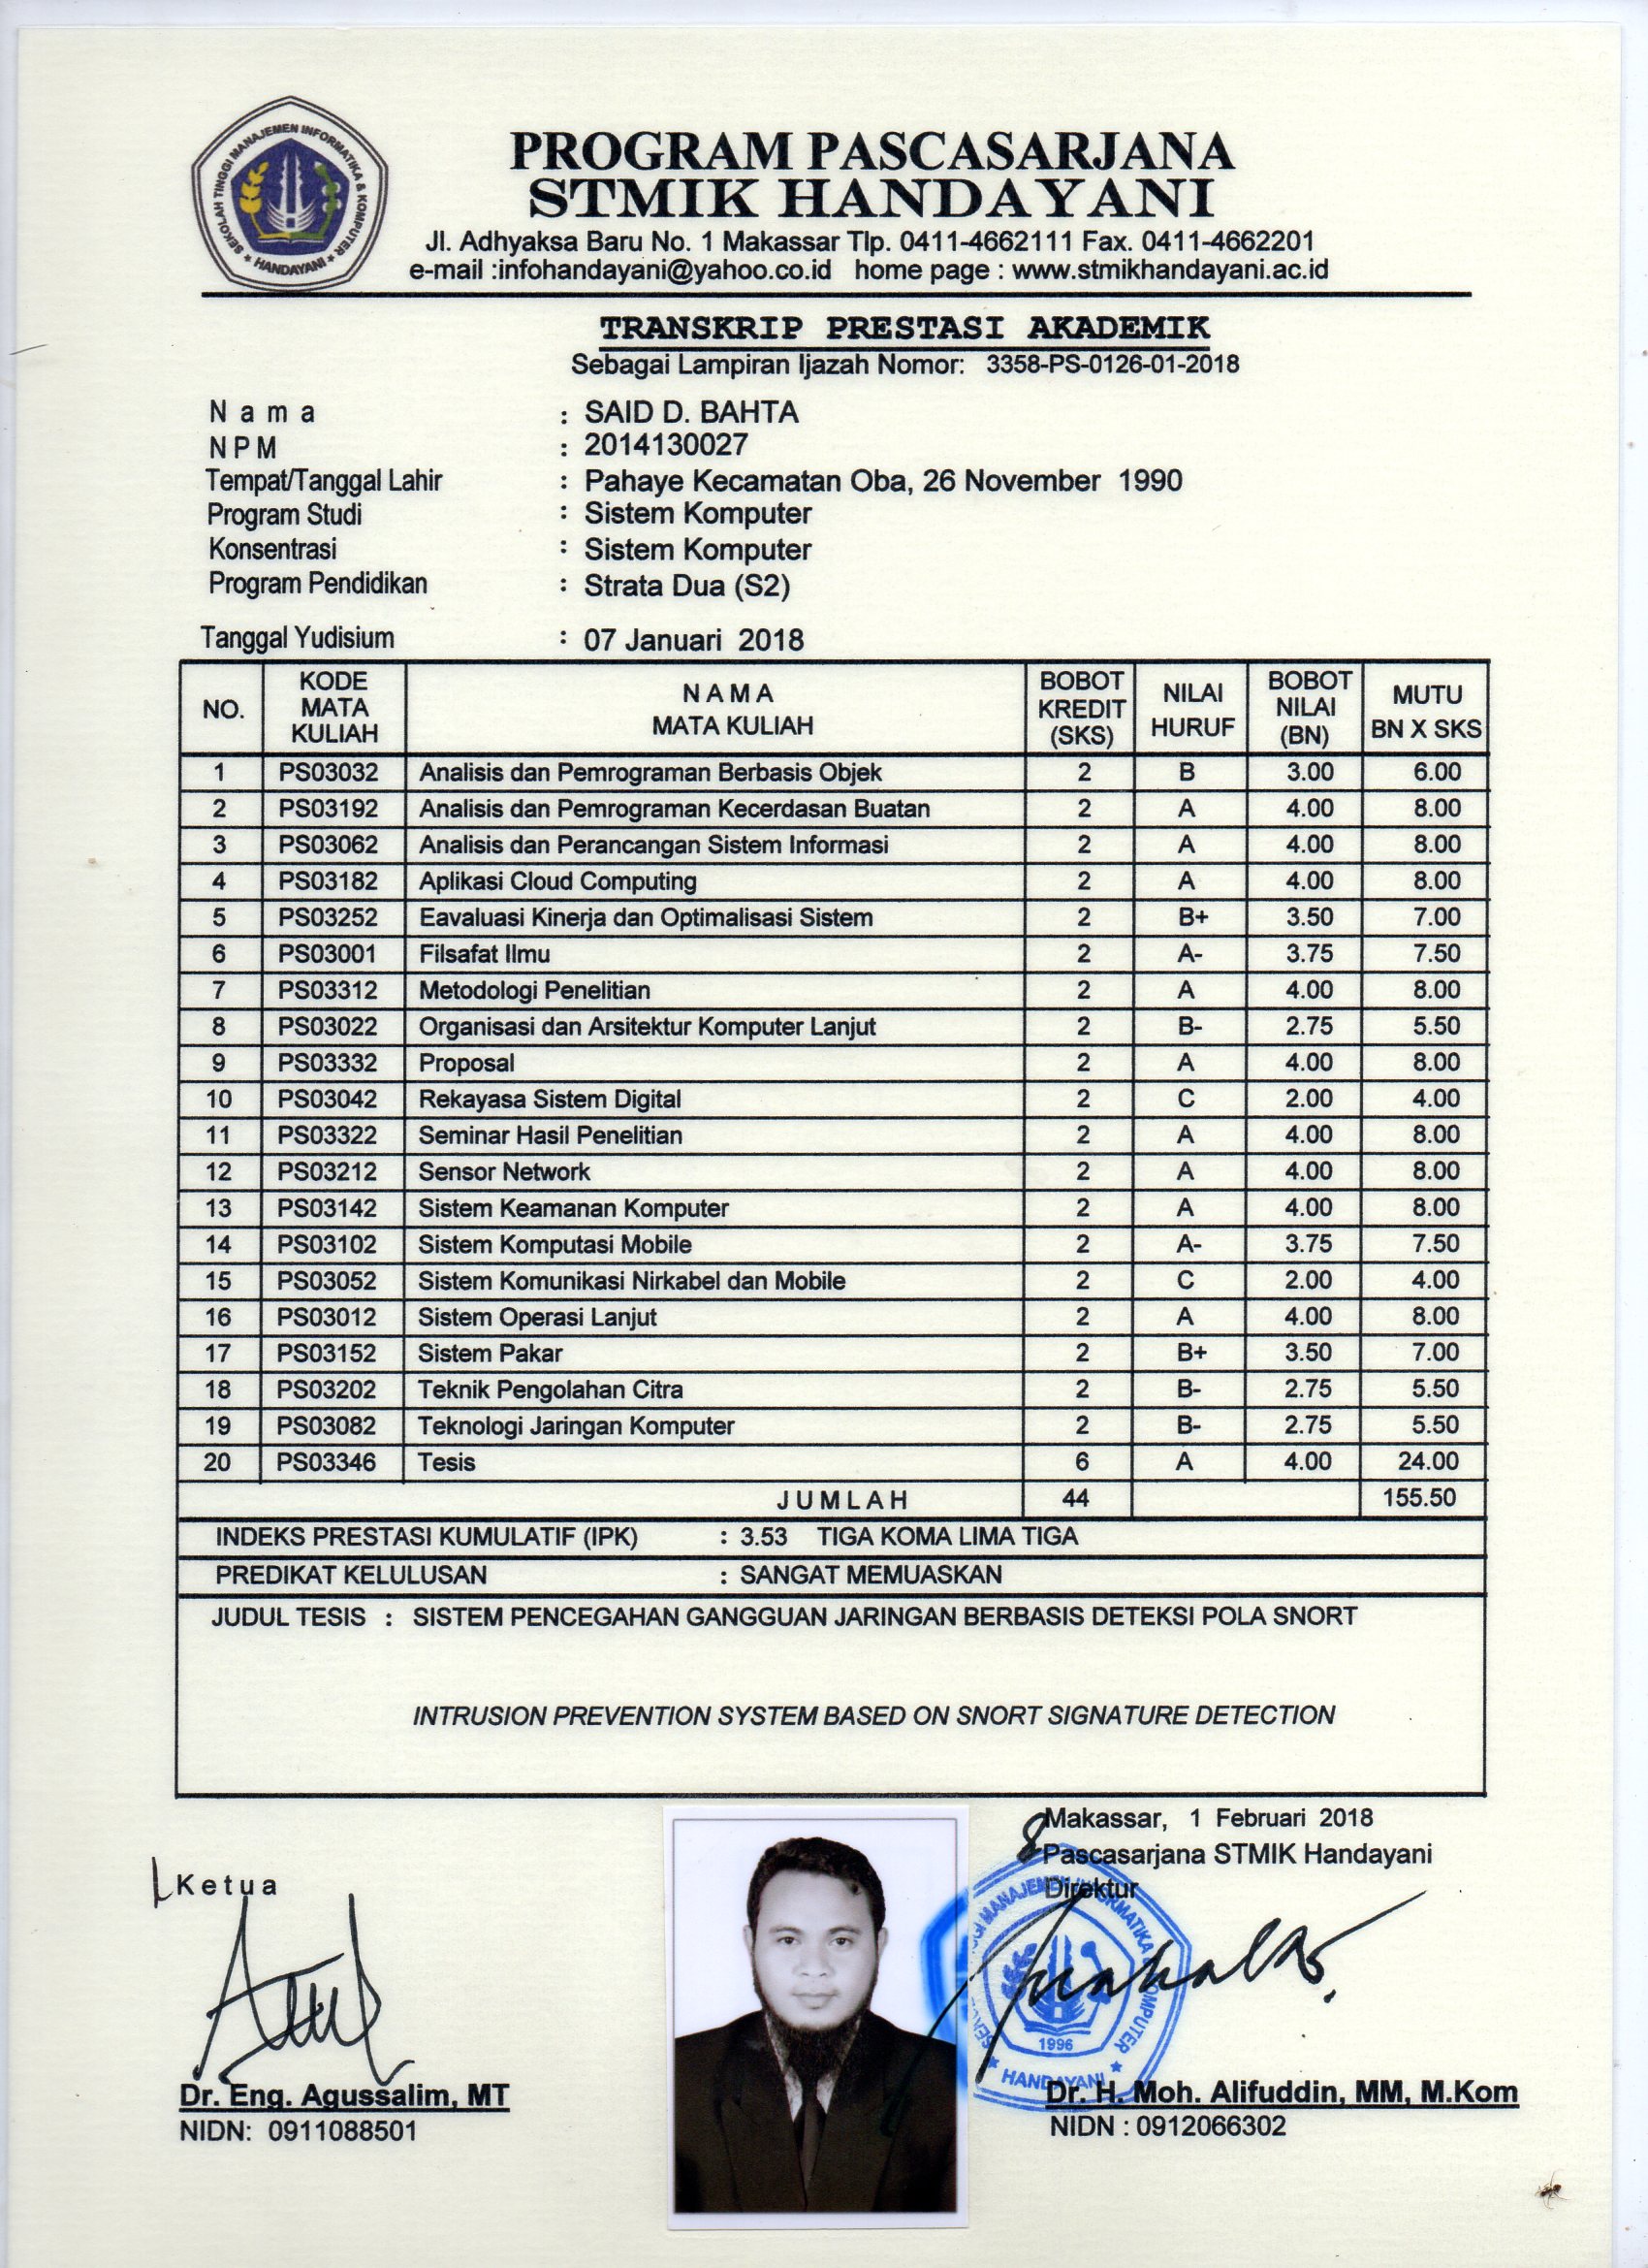 SEKOLAH TINGGI MANAJEMEN INFORMATIKA & KOMPUTER
HANDAYANI
PROGRAM PASCASARJANA
STMIK HANDAYANI
Jl. Adhyaksa Baru No. 1 Makassar Tlp. 0411-4662111 Fax. 0411-4662201
e-mail :infohandayani@yahoo.co.id home page : www.stmikhandayani.ac.id
TRANSKRIP PRESTASI AKADEMIK
Sebagai Lampiran Ijazah Nomor: 3358-PS-0126-01-2018
N a m a : SAID D. BAHTA
N P M : 2014130027
Tempat/Tanggal Lahir : Pahaye Kecamatan Oba, 26 November 1990
Program Studi : Sistem Komputer
Konsentrasi : Sistem Komputer
Program Pendidikan : Strata Dua (S2)
Tanggal Yudisium : 07 Januari 2018
NO. KODE MATA KULIAH N A M A MATA KULIAH BOBOT KREDIT (SKS) NILAI HURUF BOBOT NILAI (BN) MUTU BN X SKS
1 PS03032 Analisis dan Pemrograman Berbasis Objek 2 B 3.00 6.00
2 PS03192 Analisis dan Pemrograman Kecerdasan Buatan 2 A 4.00 8.00
3 PS03062 Analisis dan Perancangan Sistem Informasi 2 A 4.00 8.00
4 PS03182 Aplikasi Cloud Computing 2 A 4.00 8.00
5 PS03252 Eavaluasi Kinerja dan Optimalisasi Sistem 2 B+ 3.50 7.00
6 PS03001 Filsafat Ilmu 2 A- 3.75 7.50
7 PS03312 Metodologi Penelitian 2 A 4.00 8.00
8 PS03022 Organisasi dan Arsitektur Komputer Lanjut 2 B- 2.75 5.50
9 PS03332 Proposal 2 A 4.00 8.00
10 PS03042 Rekayasa Sistem Digital 2 C 2.00 4.00
11 PS03322 Seminar Hasil Penelitian 2 A 4.00 8.00
12 PS03212 Sensor Network 2 A 4.00 8.00
13 PS03142 Sistem Keamanan Komputer 2 A 4.00 8.00
14 PS03102 Sistem Komputasi Mobile 2 A- 3.75 7.50
15 PS03052 Sistem Komunikasi Nirkabel dan Mobile 2 C 2.00 4.00
16 PS03012 Sistem Operasi Lanjut 2 A 4.00 8.00
17 PS03152 Sistem Pakar 2 B+ 3.50 7.00
18 PS03202 Teknik Pengolahan Citra 2 B- 2.75 5.50
19 PS03082 Teknologi Jaringan Komputer 2 B- 2.75 5.50
20 PS03346 Tesis 6 A 4.00 24.00
J U M L A H 44 155.50
INDEKS PRESTASI KUMULATIF (IPK) : 3.53 TIGA KOMA LIMA TIGA
PREDIKAT KELULUSAN : SANGAT MEMUASKAN
JUDUL TESIS : SISTEM PENCEGAHAN GANGGUAN JARINGAN BERBASIS DETEKSI POLA SNORT
INTRUSION PREVENTION SYSTEM BASED ON SNORT SIGNATURE DETECTION
Makassar, 1 Februari 2018
Pascasarjana STMIK Handayani
K e t u a
Direktur
MANAJEMEN INFORMATIKA & KOMPUTER
1996
HANDAYANI
Dr. Eng. Agussalim, MT
NIDN: 0911088501
Dr. H. Moh. Alifuddin, MM, M.Kom
NIDN : 0912066302